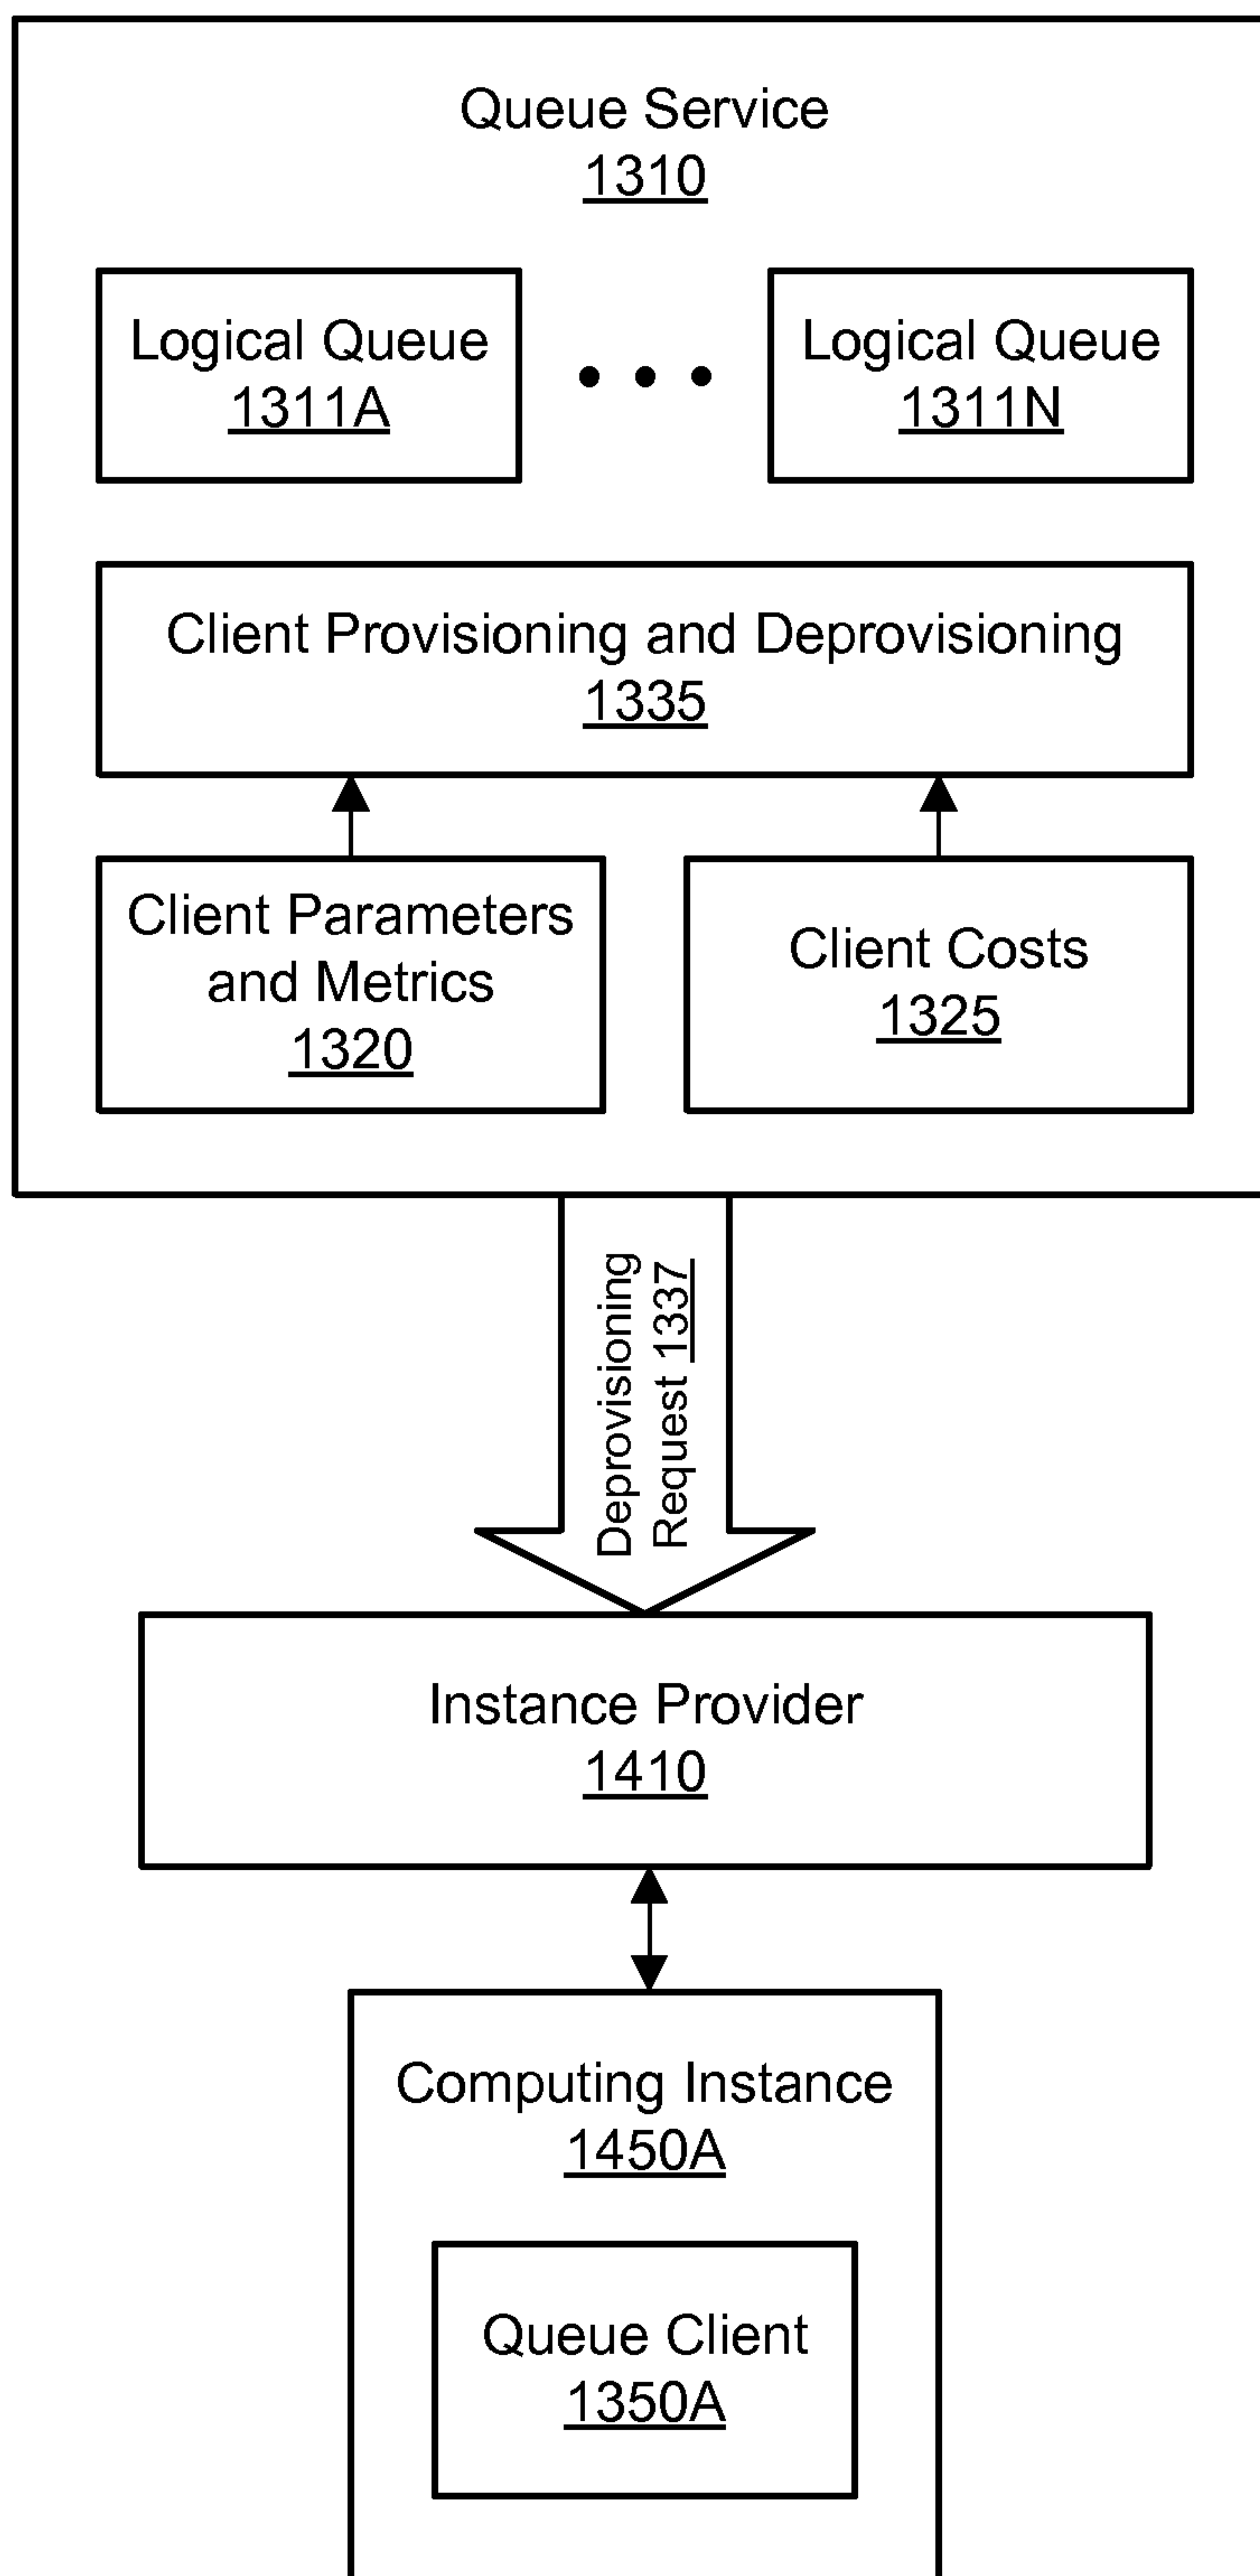 Queue Service
1310
Logical Queue
1311A
Logical Queue
1311N
Client Provisioning and Deprovisioning
1335
Client Parameters
and Metrics
1320
Client Costs
1325
Deprovisioning
Request 1337
Instance Provider
1410
Computing Instance
1450A
Queue Client
1350A